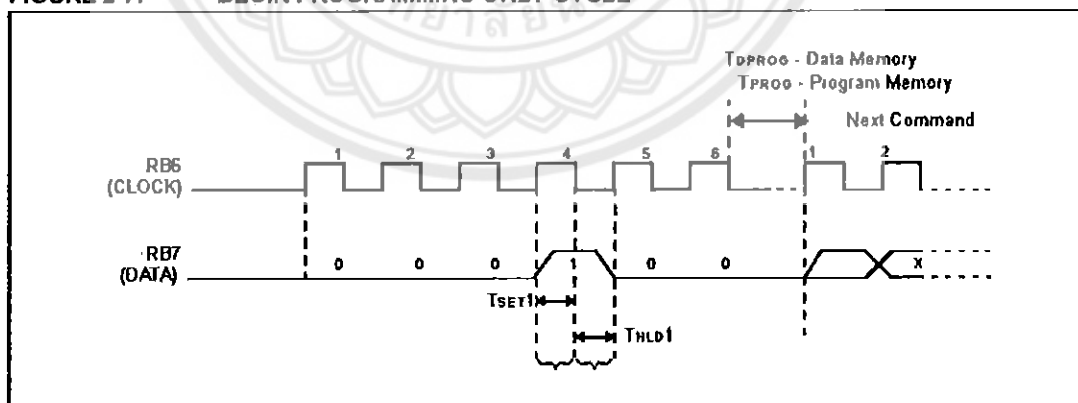 TDPROG - Data Memory
TPROG - Program Memory
Next Command
1 2 3 4 5 6 1 2
RB6
(CLOCK)
RB7
(DATA)
0 0 0 1 0 0 X
TSET1
THLD1